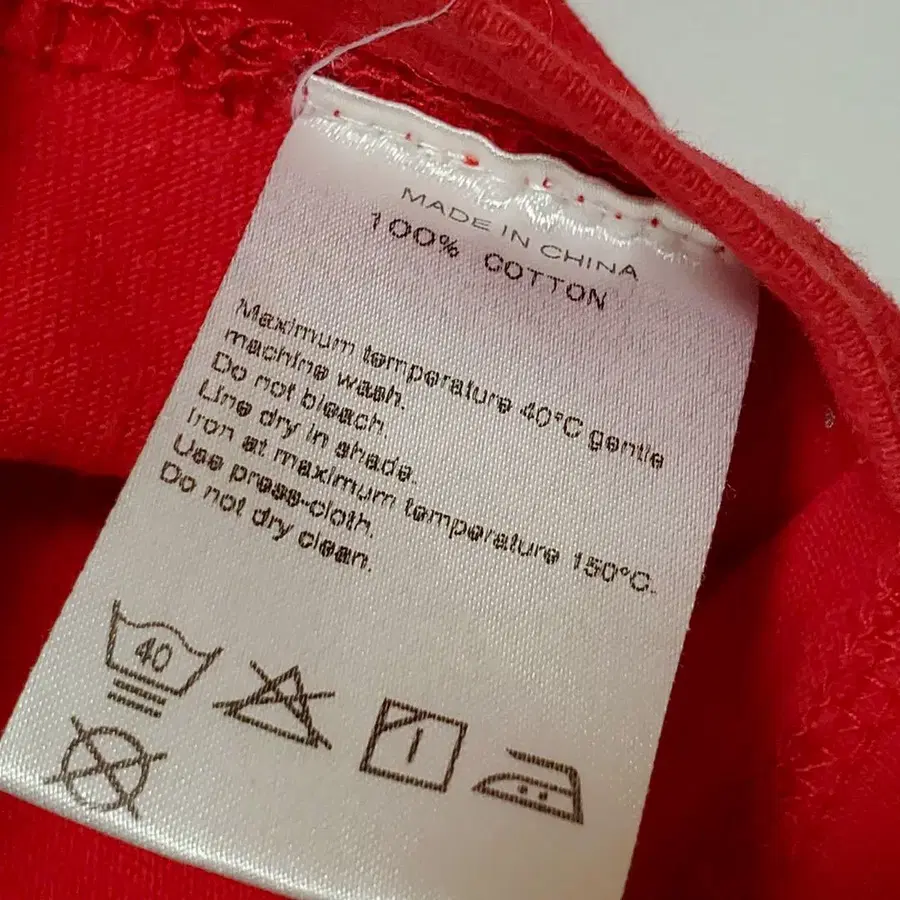 MADE IN CHINA
100% COTTON
Maximum temperature 40°C gentle
machine wash.
Do not bleach.
Line dry in shade.
Iron at maximum temperature 150°C.
Use press-cloth.
Do not dry clean.
40